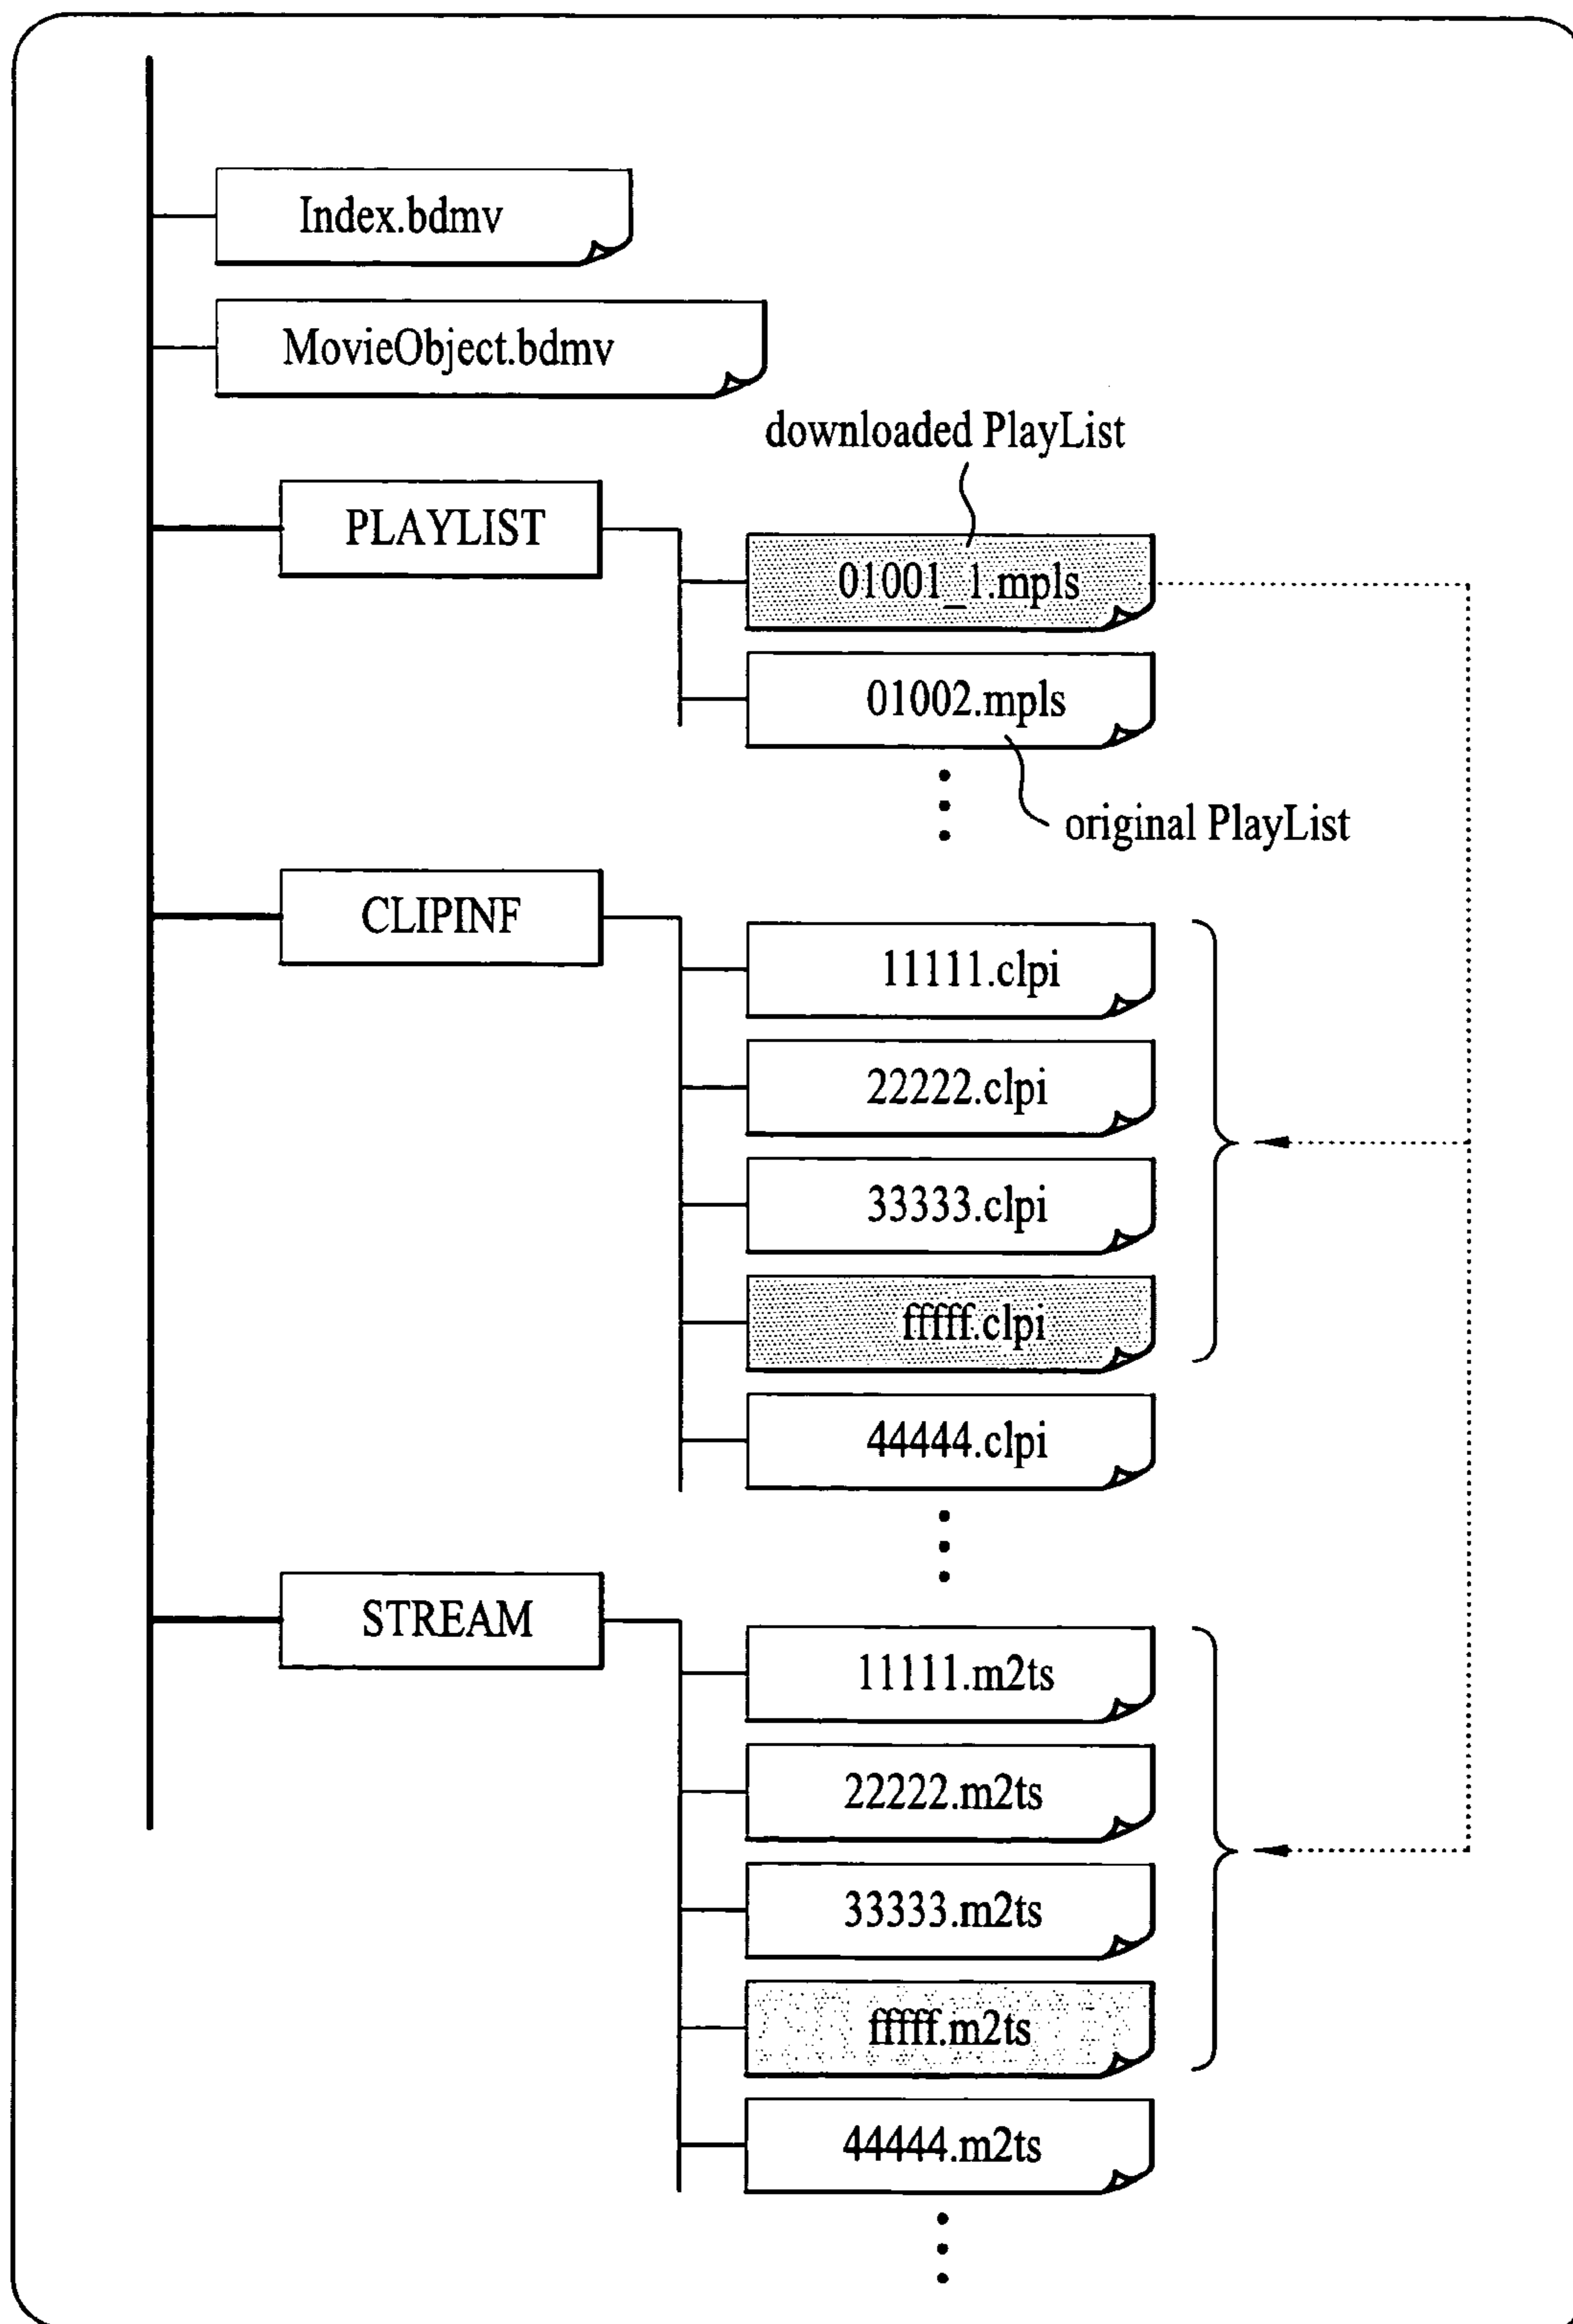 Index.bdmv
MovieObject.bdmv
downloaded PlayList
PLAYLIST
01001_1.mpls
01002.mpls
original PlayList
CLIPINF
11111.clpi
22222.clpi
33333.clpi
fffff.clpi
44444.clpi
STREAM
11111.m2ts
22222.m2ts
33333.m2ts
fffff.m2ts
44444.m2ts